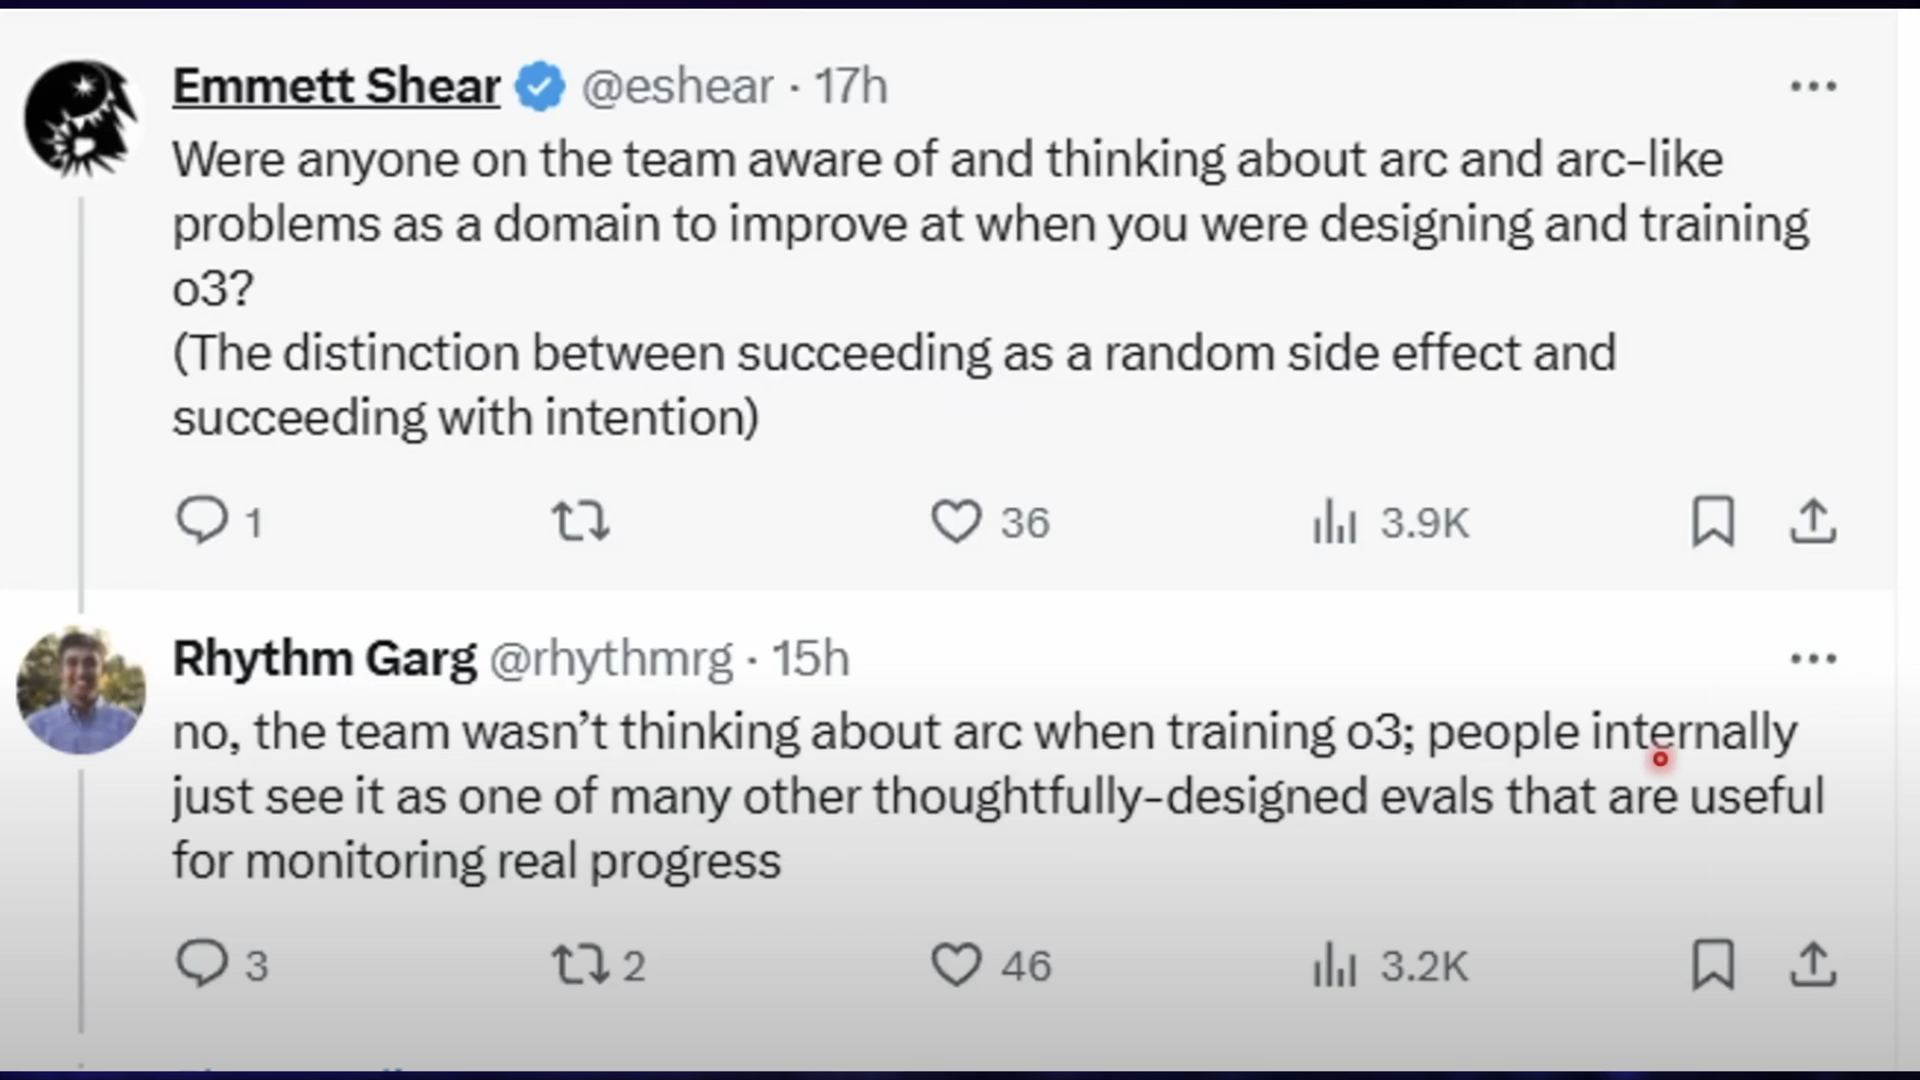 Emmett Shear @eshear · 17h
Were anyone on the team aware of and thinking about arc and arc-like
problems as a domain to improve at when you were designing and training
o3?
(The distinction between succeeding as a random side effect and
succeeding with intention)
1 36 3.9K
Rhythm Garg @rhythmrg · 15h
no, the team wasn't thinking about arc when training o3; people internally
just see it as one of many other thoughtfully-designed evals that are useful
for monitoring real progress
3 2 46 3.2K